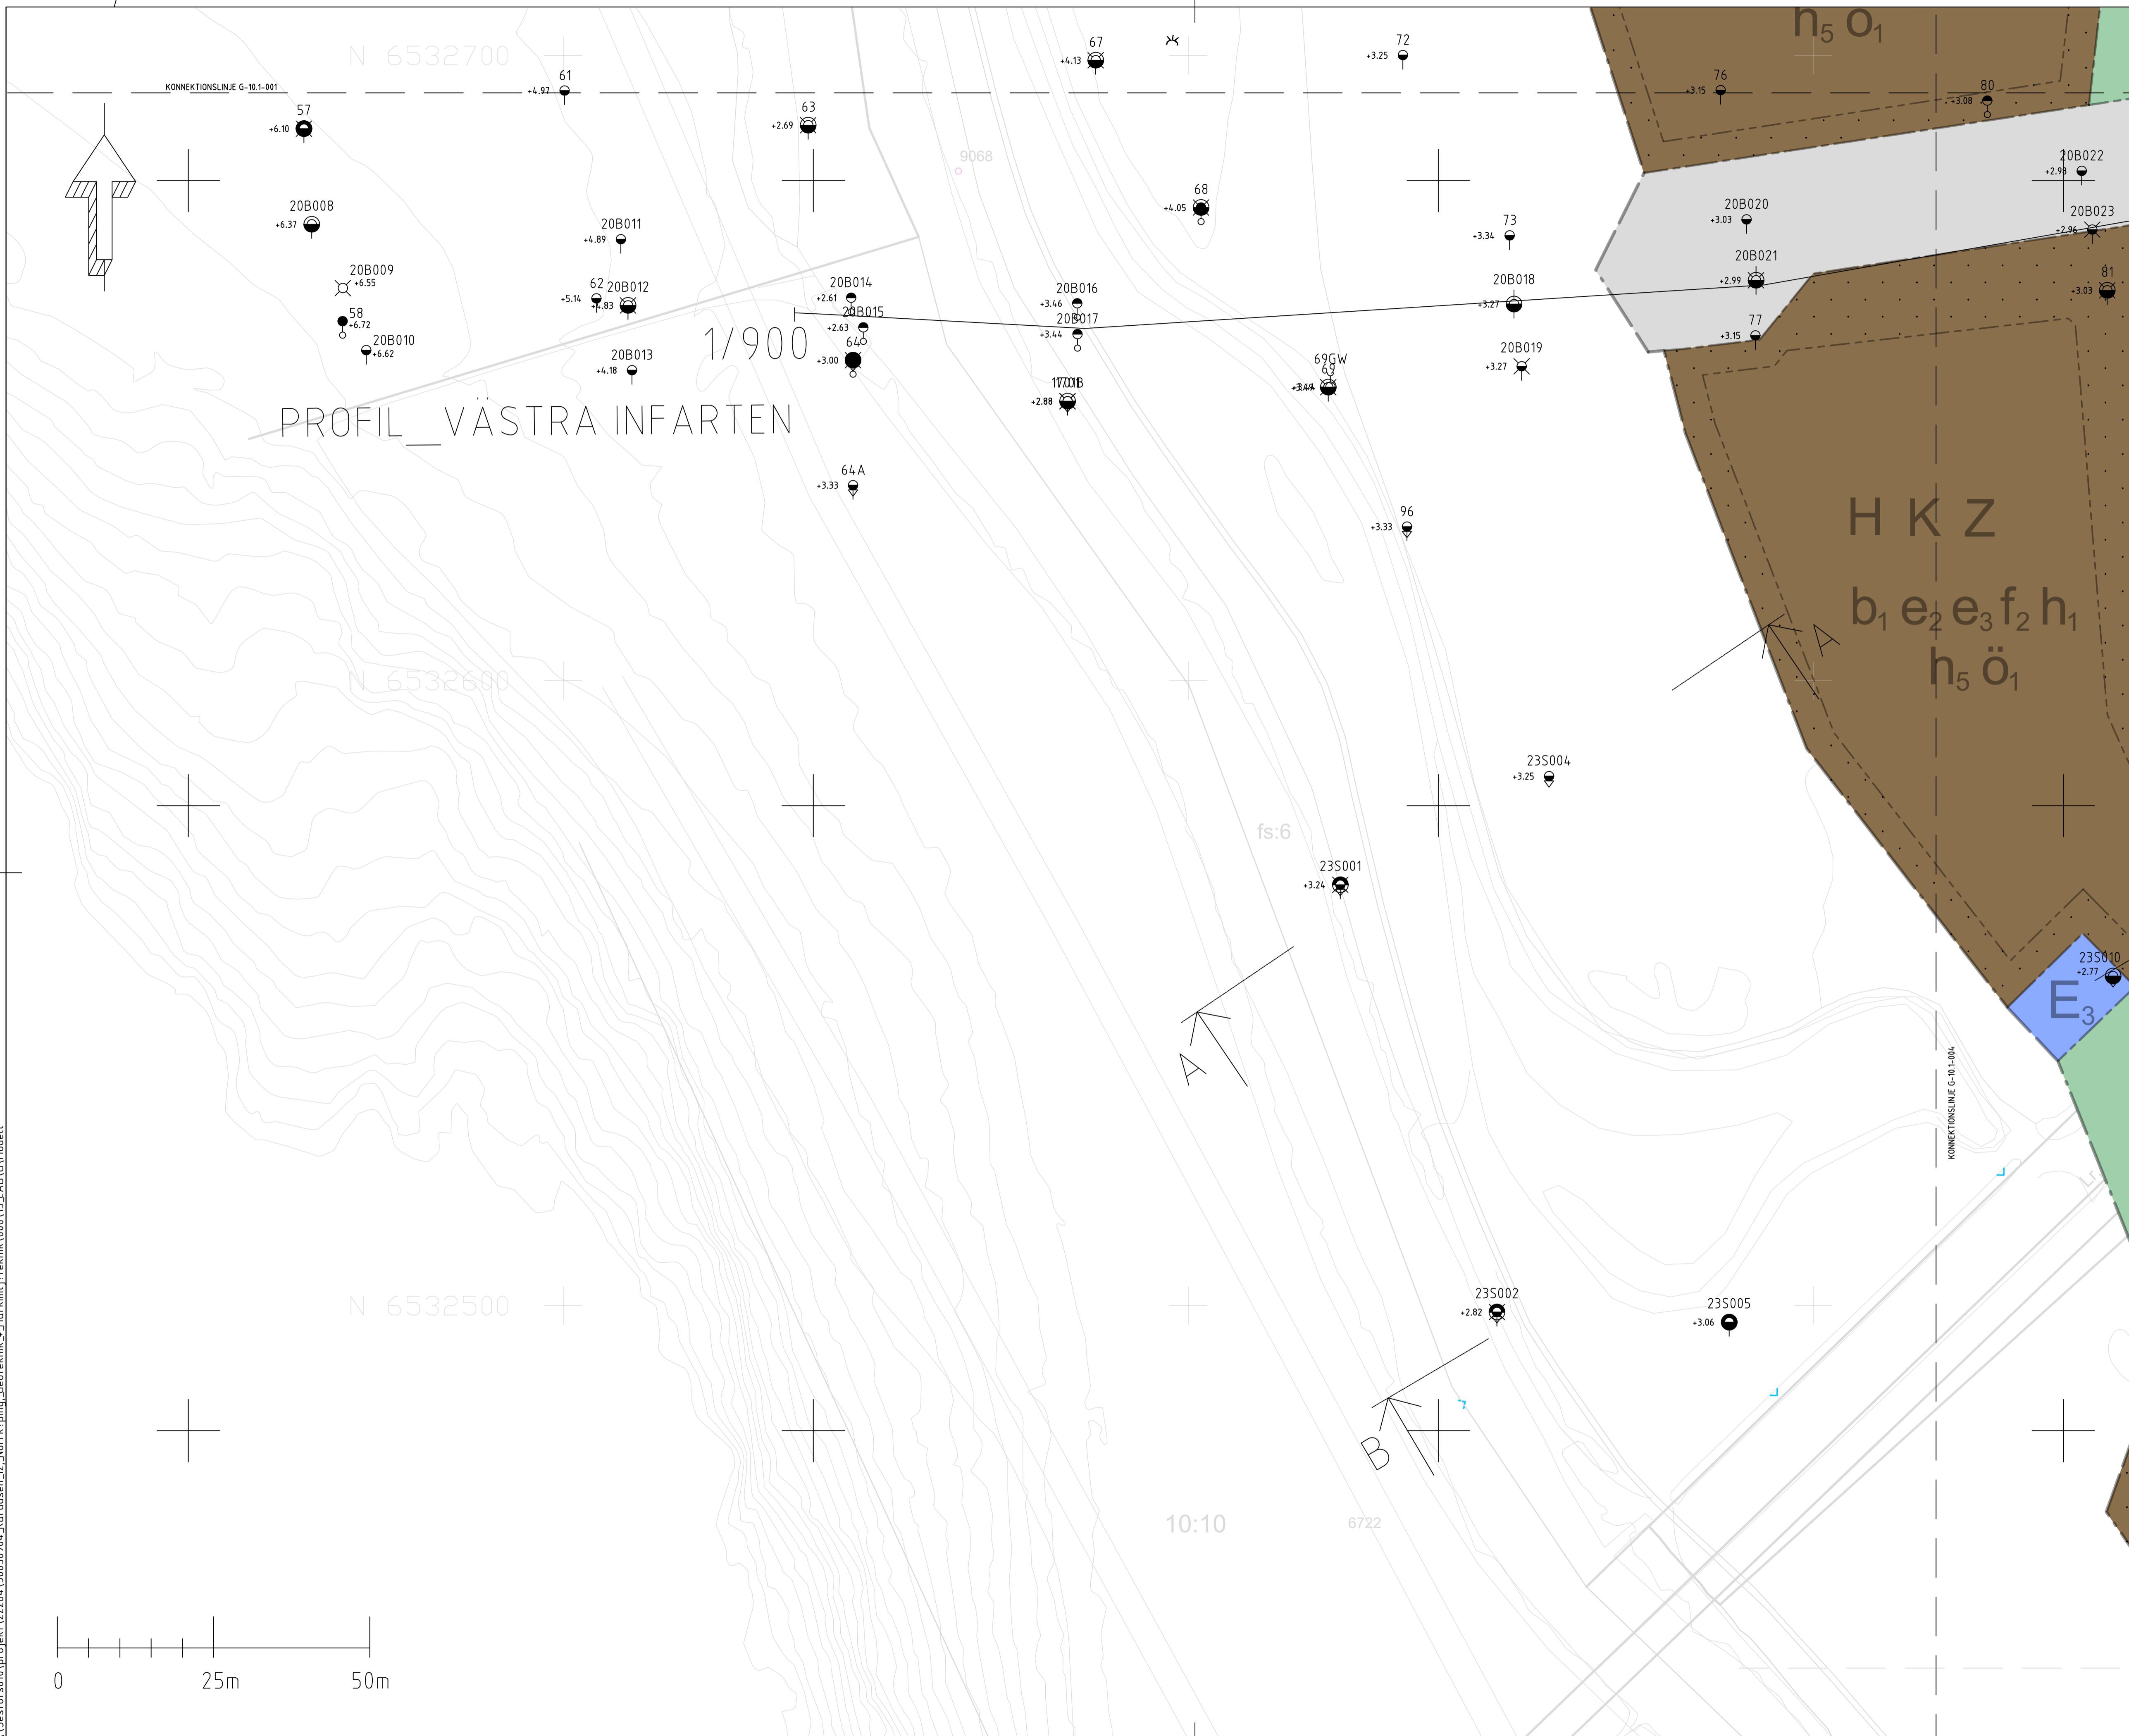 h5 ö1
N 6532700
KONNEKTIONSLINJE G-10.1-001
57
+6.10
61
+4.97
63
+2.69
67
+4.13
72
+3.25
76
+3.15
80
+3.08
9068
68
+4.05
20B008
+6.37
20B009
+6.55
58
+6.72
20B010
+6.62
20B011
+4.89
62
+5.14
20B012
+4.83
20B013
+4.18
20B014
+2.61
20B015
+2.63
64
+3.00
20B016
+3.46
20B017
+3.44
+2.88
69GW
69
73
+3.34
20B018
+3.27
20B019
+3.27
20B020
+3.03
20B021
+2.99
77
+3.15
20B022
+2.98
20B023
+2.96
81
+3.03
1/900
PROFIL_VÄSTRA INFARTEN
64A
+3.33
96
+3.33
H K Z
b1 e2 e3 f2 h1
h5 ö1
A
N 6532600
23S004
+3.25
fs:6
23S001
+3.24
23S010
+2.77
E3
A
KONNEKTIONSLINJE G-10.1-004
N 6532500
23S002
+2.82
23S005
+3.06
B
10:10
6722
0
25m
50m